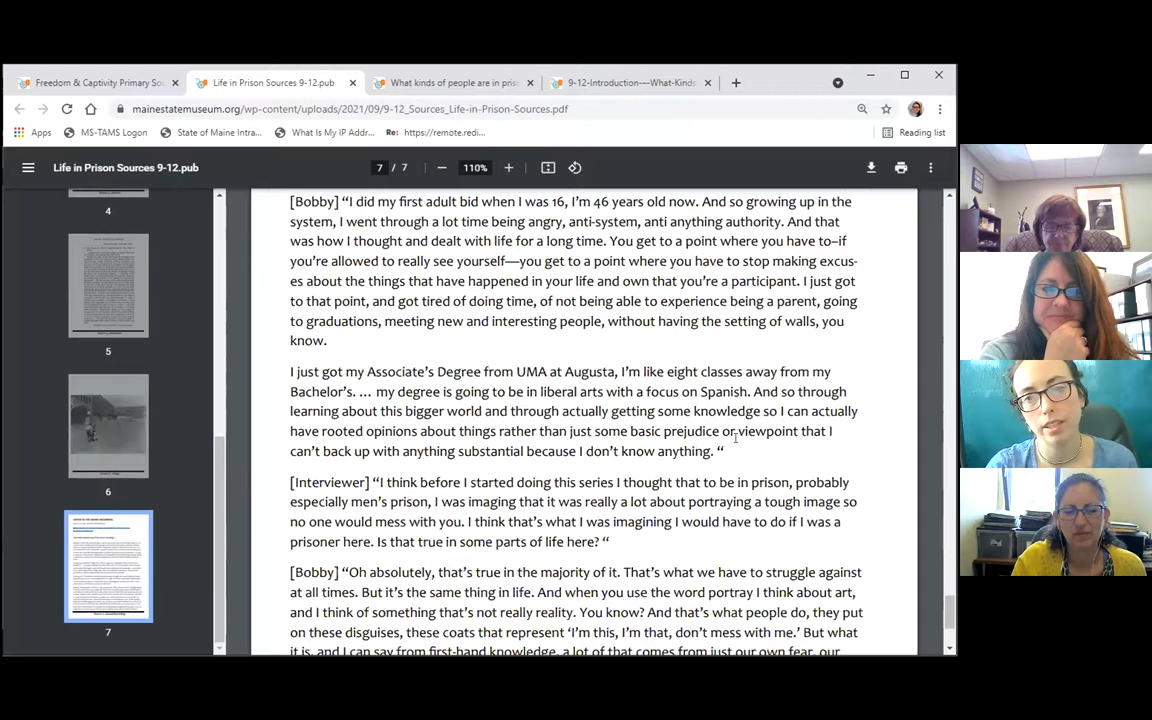 Freedom & Captivity Primary Sou
Life in Prison Sources 9-12.pub
What kinds of people are in pris
9-12-Introduction-—What-Kinds
mainestatemuseum.org/wp-content/uploads/2021/09/9-12_Sources_Life-in-Prison-Sources.pdf
Apps
MS-TAMS Logon
State of Maine Intra...
What Is My IP Addr...
Re: https://remote.redi...
Reading list
Life in Prison Sources 9-12.pub
7 / 7
110%
4
5
6
7
[Bobby] “I did my first adult bid when I was 16, I’m 46 years old now. And so growing up in the
system, I went through a lot time being angry, anti-system, anti anything authority. And that
was how I thought and dealt with life for a long time. You get to a point where you have to–if
you’re allowed to really see yourself—you get to a point where you have to stop making excus-
es about the things that have happened in your life and own that you’re a participant. I just got
to that point, and got tired of doing time, of not being able to experience being a parent, going
to graduations, meeting new and interesting people, without having the setting of walls, you
know.
I just got my Associate’s Degree from UMA at Augusta, I’m like eight classes away from my
Bachelor’s. ... my degree is going to be in liberal arts with a focus on Spanish. And so through
learning about this bigger world and through actually getting some knowledge so I can actually
have rooted opinions about things rather than just some basic prejudice or viewpoint that I
can’t back up with anything substantial because I don’t know anything. “
[Interviewer] “I think before I started doing this series I thought that to be in prison, probably
especially men’s prison, I was imaging that it was really a lot about portraying a tough image so
no one would mess with you. I think that’s what I was imagining I would have to do if I was a
prisoner here. Is that true in some parts of life here? “
[Bobby] “Oh absolutely, that’s true in the majority of it. That’s what we have to struggle against
at all times. But it’s the same thing in life. And when you use the word portray I think about art,
and I think of something that’s not really reality. You know? And that’s what people do, they put
on these disguises, these coats that represent ‘I’m this, I’m that, don’t mess with me.’ But what
it is, and I can say from first-hand knowledge, a lot of that comes from just our own fear, our